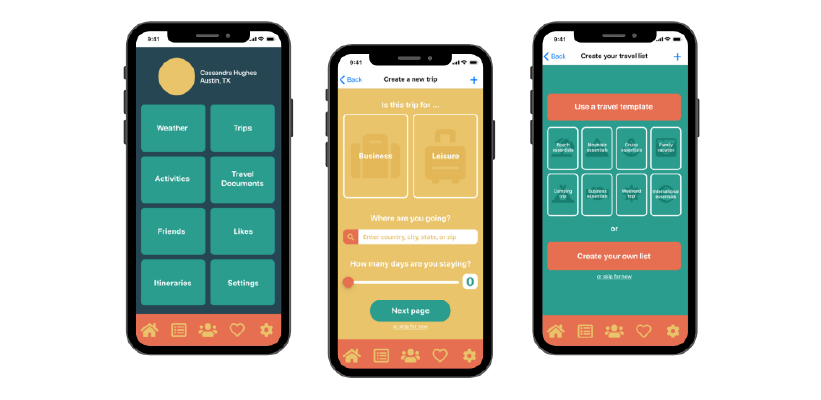 9:41
Cassandra Hughes
Austin, TX
Weather
Trips
Activities
Travel
Documents
Friends
Likes
Itineraries
Settings
9:41
Back
Create a new trip
+
Is this trip for ...
Business
Leisure
Where are you going?
Enter country, city, state, or zip
How many days are you staying?
0
Next page
or skip for now
9:41
Back
Create your travel list
+
Use a travel template
Beach
essentials
Newborn
essentials
Cruise
essentials
Family
vacation
Camping
trip
Business
essentials
Weekend
trip
International
essentials
or
Create your own list
or skip for now